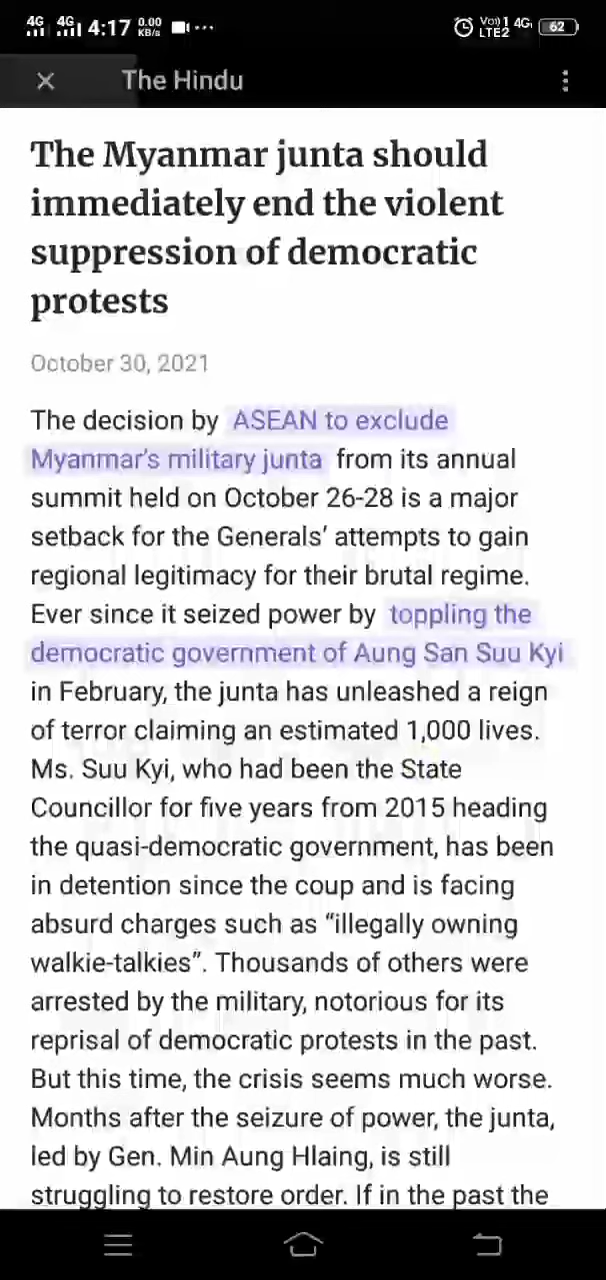 4G 4G 4:17 0.00 KB/s ... Vo) 1 4G LTE2 62
The Hindu
The Myanmar junta should
immediately end the violent
suppression of democratic
protests
October 30, 2021
The decision by ASEAN to exclude
Myanmar's military junta from its annual
summit held on October 26-28 is a major
setback for the Generals' attempts to gain
regional legitimacy for their brutal regime.
Ever since it seized power by toppling the
democratic government of Aung San Suu Kyi
in February, the junta has unleashed a reign
of terror claiming an estimated 1,000 lives.
Ms. Suu Kyi, who had been the State
Councillor for five years from 2015 heading
the quasi-democratic government, has been
in detention since the coup and is facing
absurd charges such as “illegally owning
walkie-talkies”. Thousands of others were
arrested by the military, notorious for its
reprisal of democratic protests in the past.
But this time, the crisis seems much worse.
Months after the seizure of power, the junta,
led by Gen. Min Aung Hlaing, is still
struggling to restore order. If in the past the